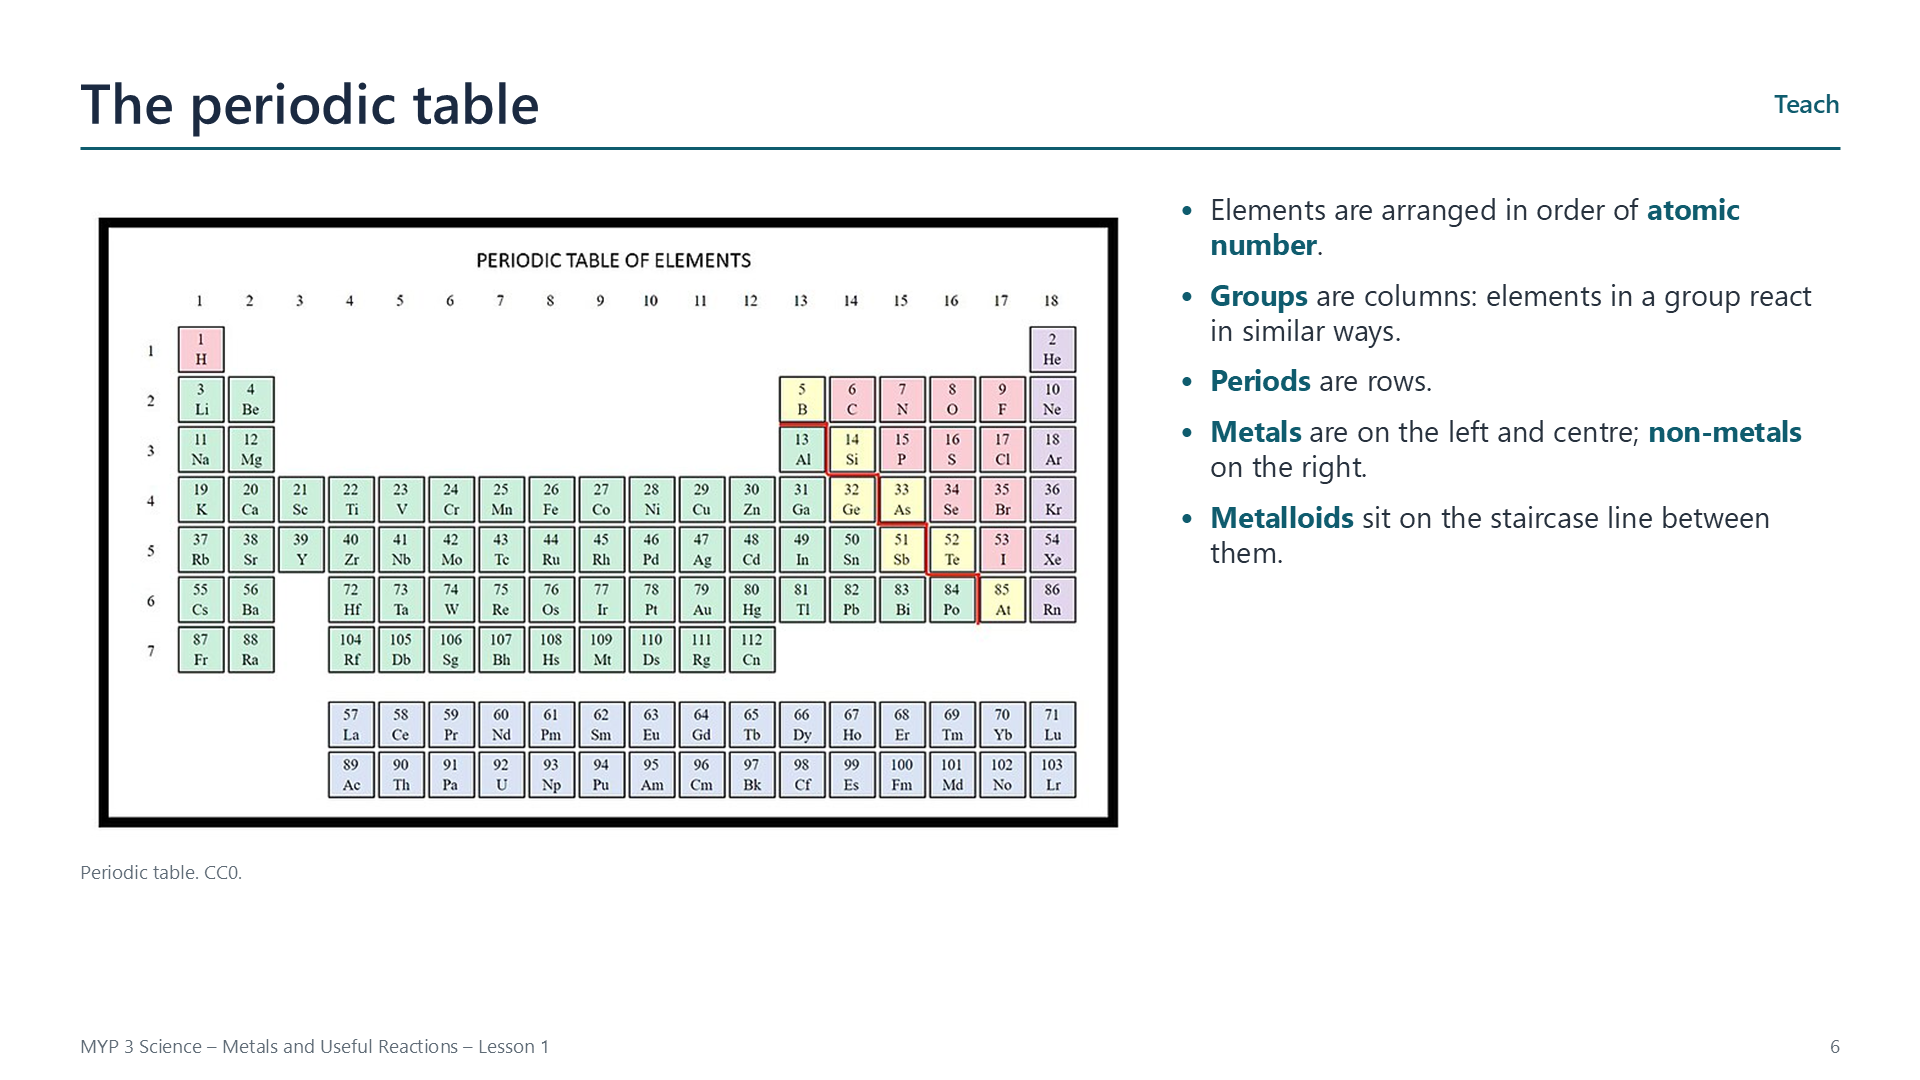 The periodic table
Teach
PERIODIC TABLE OF ELEMENTS
1 2 3 4 5 6 7 8 9 10 11 12 13 14 15 16 17 18
1
1 2
H He
2
3 4 5 6 7 8 9 10
Li Be B C N O F Ne
3
11 12 13 14 15 16 17 18
Na Mg Al Si P S Cl Ar
4
19 20 21 22 23 24 25 26 27 28 29 30 31 32 33 34 35 36
K Ca Sc Ti V Cr Mn Fe Co Ni Cu Zn Ga Ge As Se Br Kr
5
37 38 39 40 41 42 43 44 45 46 47 48 49 50 51 52 53 54
Rb Sr Y Zr Nb Mo Tc Ru Rh Pd Ag Cd In Sn Sb Te I Xe
6
55 56 72 73 74 75 76 77 78 79 80 81 82 83 84 85 86
Cs Ba Hf Ta W Re Os Ir Pt Au Hg Tl Pb Bi Po At Rn
7
87 88 104 105 106 107 108 109 110 111 112
Fr Ra Rf Db Sg Bh Hs Mt Ds Rg Cn
57 58 59 60 61 62 63 64 65 66 67 68 69 70 71
La Ce Pr Nd Pm Sm Eu Gd Tb Dy Ho Er Tm Yb Lu
89 90 91 92 93 94 95 96 97 98 99 100 101 102 103
Ac Th Pa U Np Pu Am Cm Bk Cf Es Fm Md No Lr
Periodic table. CC0.
• Elements are arranged in order of atomic
number.
• Groups are columns: elements in a group react
in similar ways.
• Periods are rows.
• Metals are on the left and centre; non-metals
on the right.
• Metalloids sit on the staircase line between
them.
MYP 3 Science – Metals and Useful Reactions – Lesson 1
6